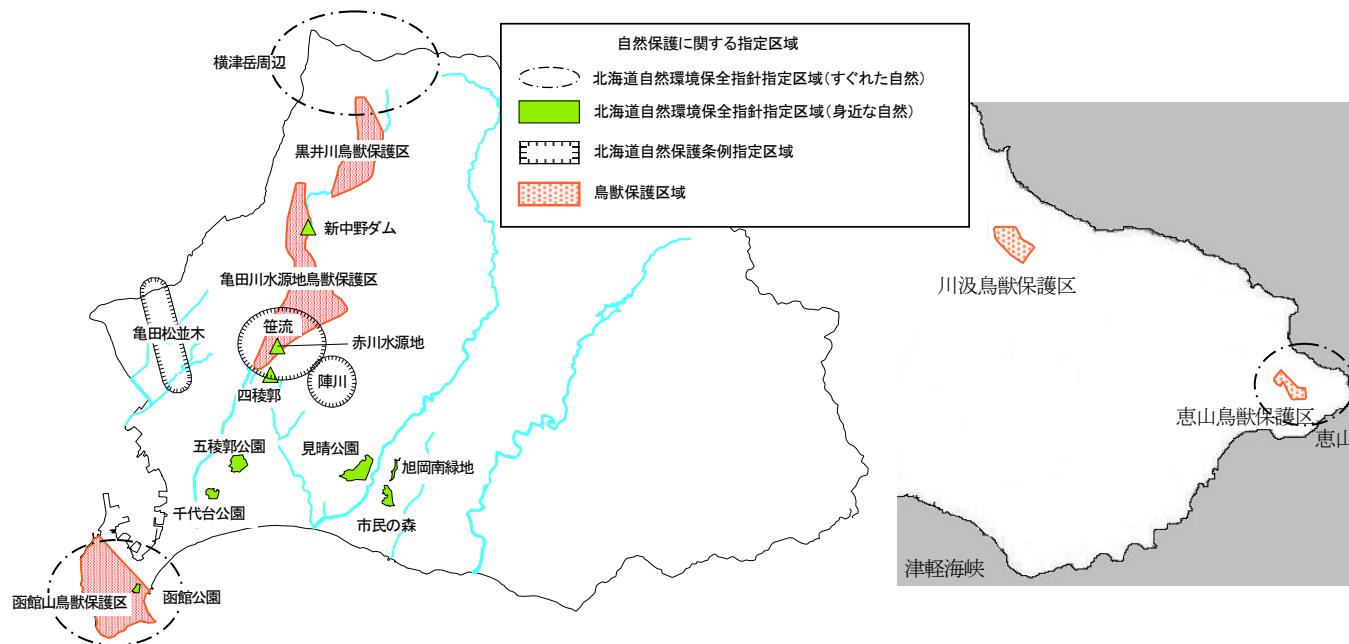 自然保護に関する指定区域
北海道自然環境保全指針指定区域(すぐれた自然)
北海道自然環境保全指針指定区域(身近な自然)
北海道自然保護条例指定区域
鳥獣保護区域
横津岳周辺
黒井川鳥獣保護区
新中野ダム
亀田川水源地鳥獣保護区
亀田松並木
笹流
赤川水源地
陣川
四稜郭
五稜郭公園
見晴公園
旭岡南緑地
千代台公園
市民の森
函館山鳥獣保護区
函館公園
川汲鳥獣保護区
恵山鳥獣保護区
恵山
津軽海峡